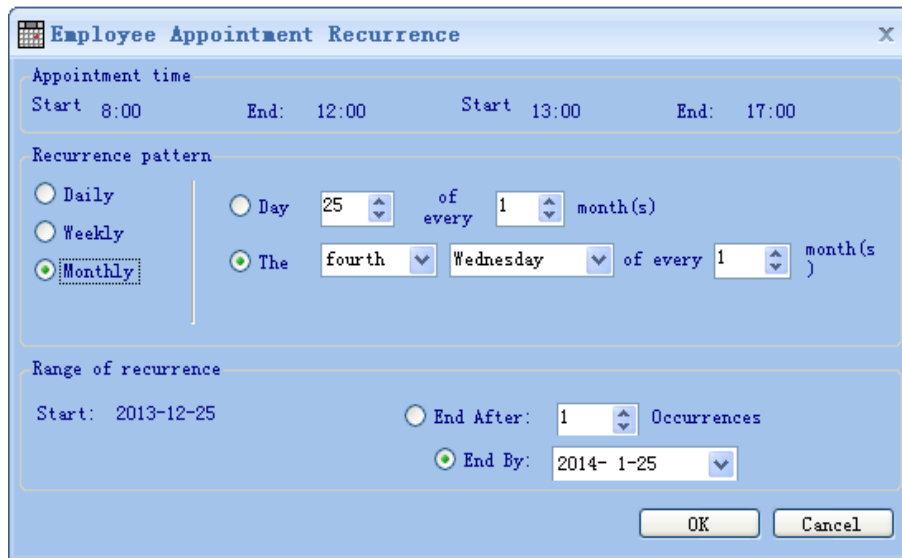 Employee Appointment Recurrence
Appointment time
Start 8:00 End: 12:00 Start 13:00 End: 17:00
Recurrence pattern
Daily
Weekly
Monthly
Day 25 of every 1 month(s)
The fourth Wednesday of every 1 month(s)
Range of recurrence
Start: 2013-12-25
End After: 1 Occurrences
End By: 2014- 1-25
OK Cancel